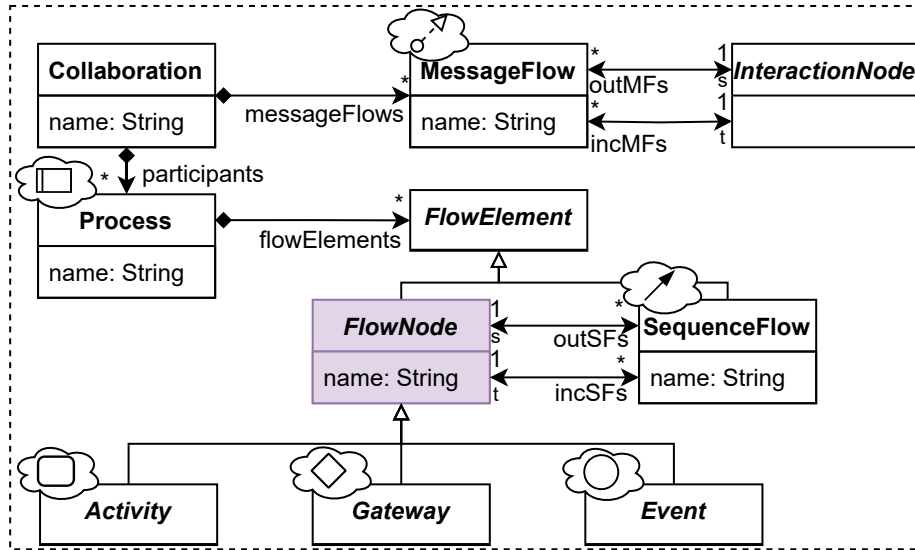 Collaboration
name: String
*
messageFlows
MessageFlow
name: String
*
outMFs
1
s
*
incMFs
1
t
InteractionNode
*
participants
Process
name: String
*
flowElements
FlowElement
FlowNode
name: String
1
s
*
outSFs
1
t
*
incSFs
SequenceFlow
name: String
Activity
Gateway
Event